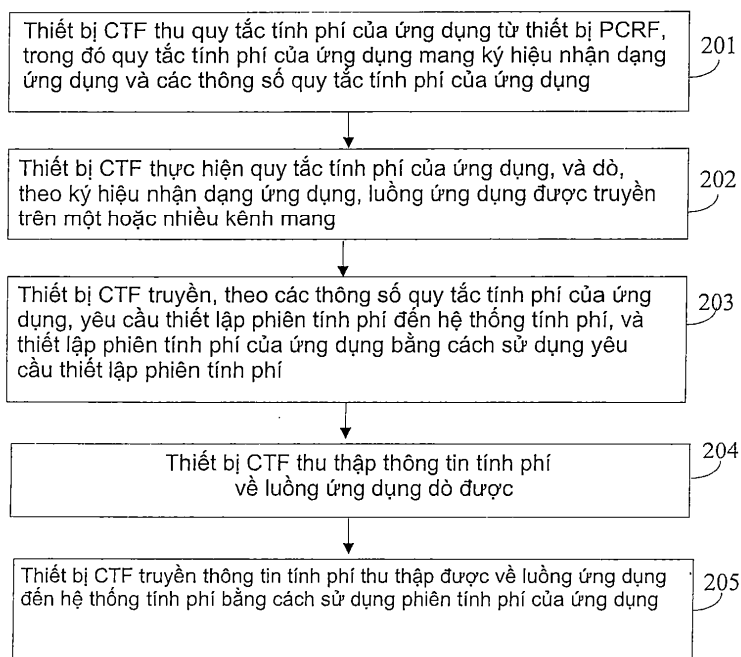 Thiết bị CTF thu quy tắc tính phí của ứng dụng từ thiết bị PCRF,
trong đó quy tắc tính phí của ứng dụng mang ký hiệu nhận dạng
ứng dụng và các thông số quy tắc tính phí của ứng dụng
201
Thiết bị CTF thực hiện quy tắc tính phí của ứng dụng, và dò,
theo ký hiệu nhận dạng ứng dụng, luồng ứng dụng được truyền
trên một hoặc nhiều kênh mang
202
Thiết bị CTF truyền, theo các thông số quy tắc tính phí của ứng
dụng, yêu cầu thiết lập phiên tính phí đến hệ thống tính phí, và
thiết lập phiên tính phí của ứng dụng bằng cách sử dụng yêu
cầu thiết lập phiên tính phí
203
Thiết bị CTF thu thập thông tin tính phí
về luồng ứng dụng dò được
204
Thiết bị CTF truyền thông tin tính phí thu thập được về luồng ứng dụng
đến hệ thống tính phí bằng cách sử dụng phiên tính phí của ứng dụng
205